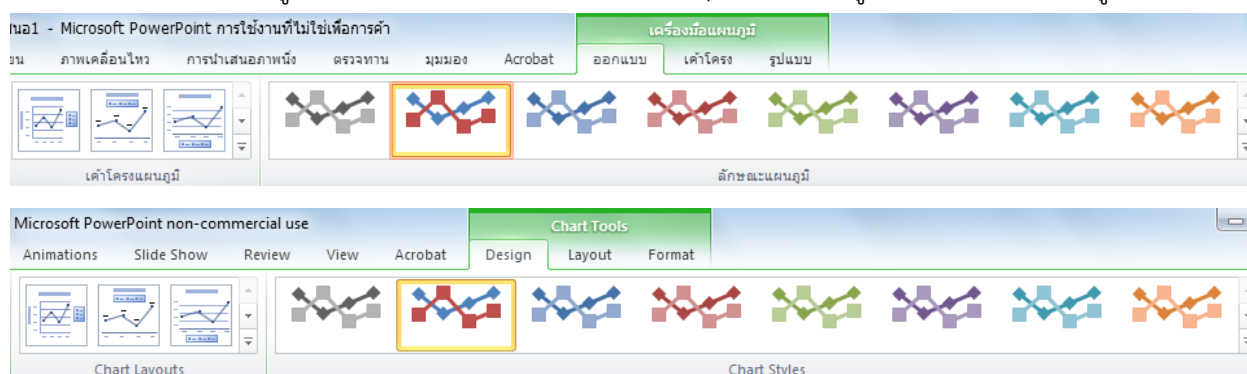 - Microsoft PowerPoint การใช้งานที่ไม่ใช่เพื่อการค้า
เครื่องมือแผนภูมิ
ภาพเคลื่อนไหว การนำเสนอภาพนิ่ง ตรวจทาน มุมมอง Acrobat ออกแบบ เค้าโครง รูปแบบ
เค้าโครงแผนภูมิ ลักษณะแผนภูมิ
Microsoft PowerPoint non-commercial use
Chart Tools
Animations Slide Show Review View Acrobat Design Layout Format
Chart Layouts Chart Styles